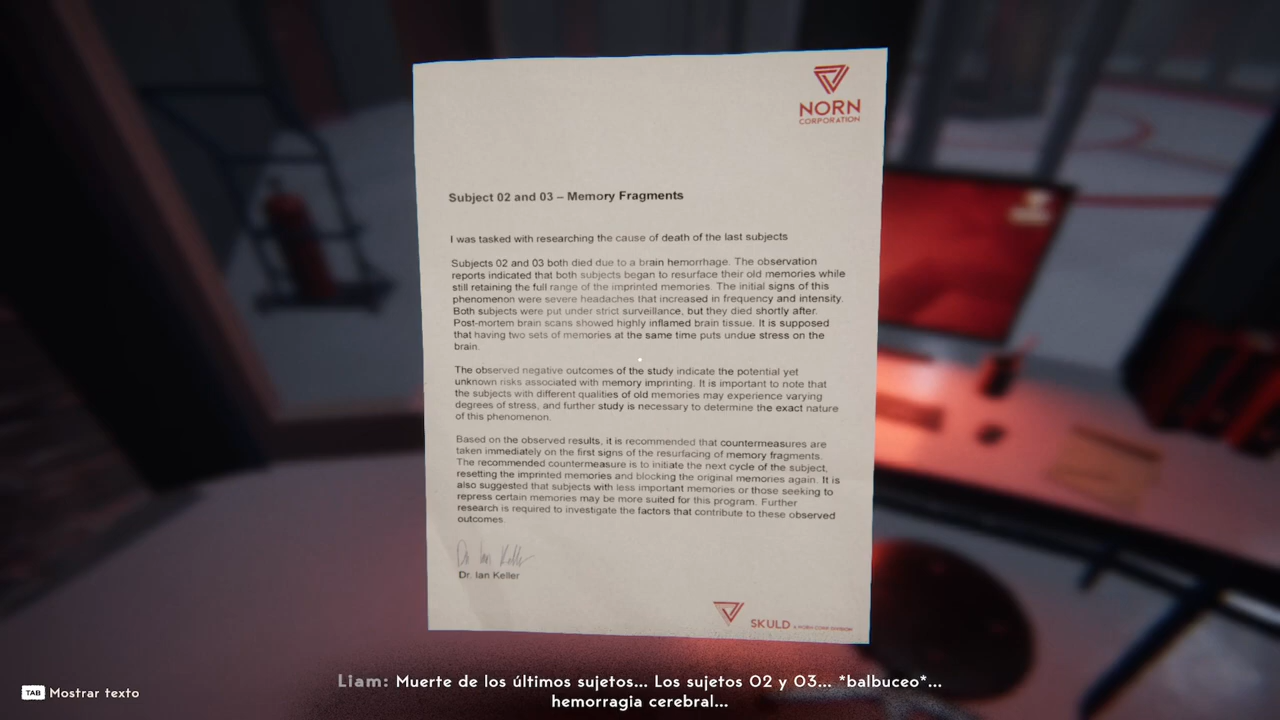 NORN
CORPORATION
Subject 02 and 03 – Memory Fragments
I was tasked with researching the cause of death of the last subjects
Subjects 02 and 03 both died due to a brain hemorrhage. The observation
reports indicated that both subjects began to resurface their old memories while
still retaining the full range of the imprinted memories. The initial signs of this
phenomenon were severe headaches that increased in frequency and intensity.
Both subjects were put under strict surveillance, but they died shortly after.
Post-mortem brain scans showed highly inflamed brain tissue. It is supposed
that having two sets of memories at the same time puts undue stress on the
brain.
The observed negative outcomes of the study indicate the potential yet
unknown risks associated with memory imprinting. It is important to note that
the subjects with different qualities of old memories may experience varying
degrees of stress, and further study is necessary to determine the exact nature
of this phenomenon.
Based on the observed results, it is recommended that countermeasures are
taken immediately on the first signs of the resurfacing of memory fragments.
The recommended countermeasure is to initiate the next cycle of the subject,
resetting the imprinted memories and blocking the original memories again. It is
also suggested that subjects with less important memories or those seeking to
repress certain memories may be more suited for this program. Further
research is required to investigate the factors that contribute to these observed
outcomes.
Dr. Ian Keller
Dr. Ian Keller
SKULD A NORN CORP. DIVISION
Liam: Muerte de los últimos sujetos... Los sujetos 02 y 03... *balbuceo*...
hemorragia cerebral...
TAB Mostrar texto